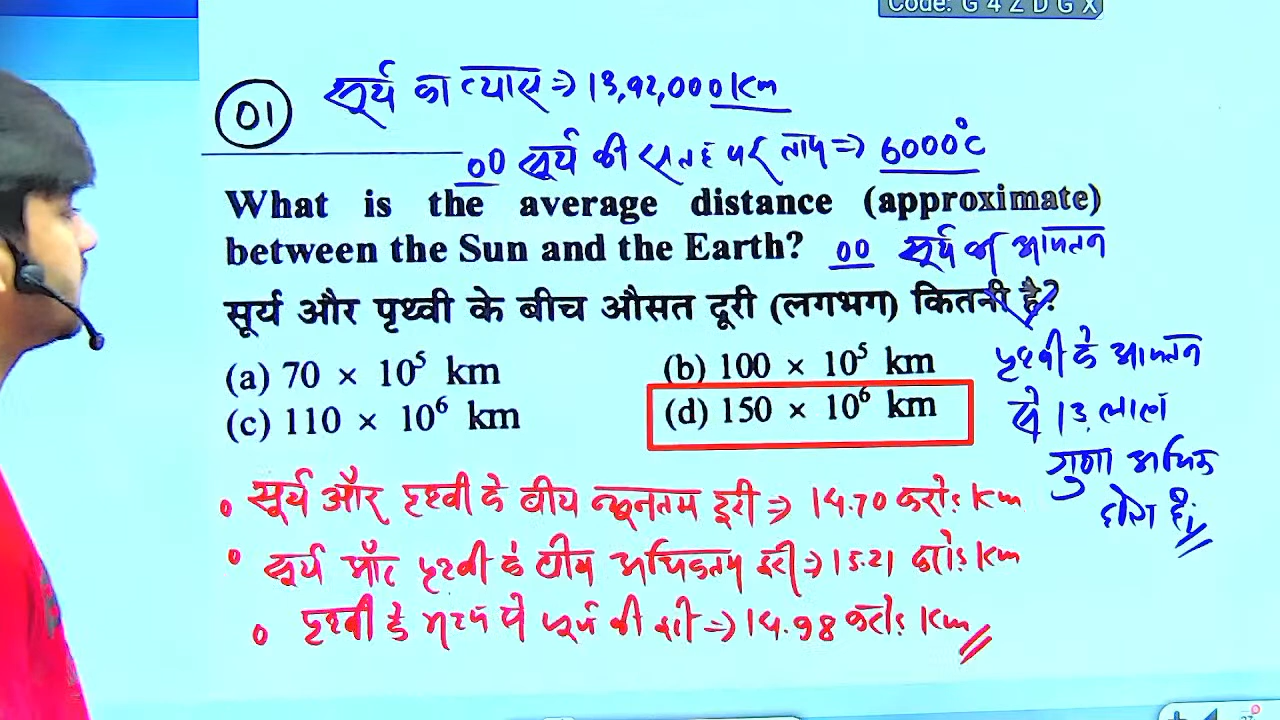 Code: G 4 Z D G X
01
सूर्य का व्यास ⇒ 13,92,000 Km
00 सूर्य की सतह पर ताप ⇒ 6000°C
What is the average distance (approximate)
between the Sun and the Earth?
00 सूर्य का आयतन
सूर्य और पृथ्वी के बीच औसत दूरी (लगभग) कितनी है?
पृथ्वी के आयतन
से 13 लाख
गुणा अधिक
होता है,
(a) 70 × 10⁵ km
(b) 100 × 10⁵ km
(c) 110 × 10⁶ km
(d) 150 × 10⁶ km
सूर्य और पृथ्वी के बीच न्यूनतम दूरी ⇒ 14.70 करोड़ Km
सूर्य और पृथ्वी के बीच अधिकतम दूरी ⇒ 15.21 करोड़ Km
पृथ्वी के मध्य से सूर्य की दूरी ⇒ 14.98 करोड़ Km